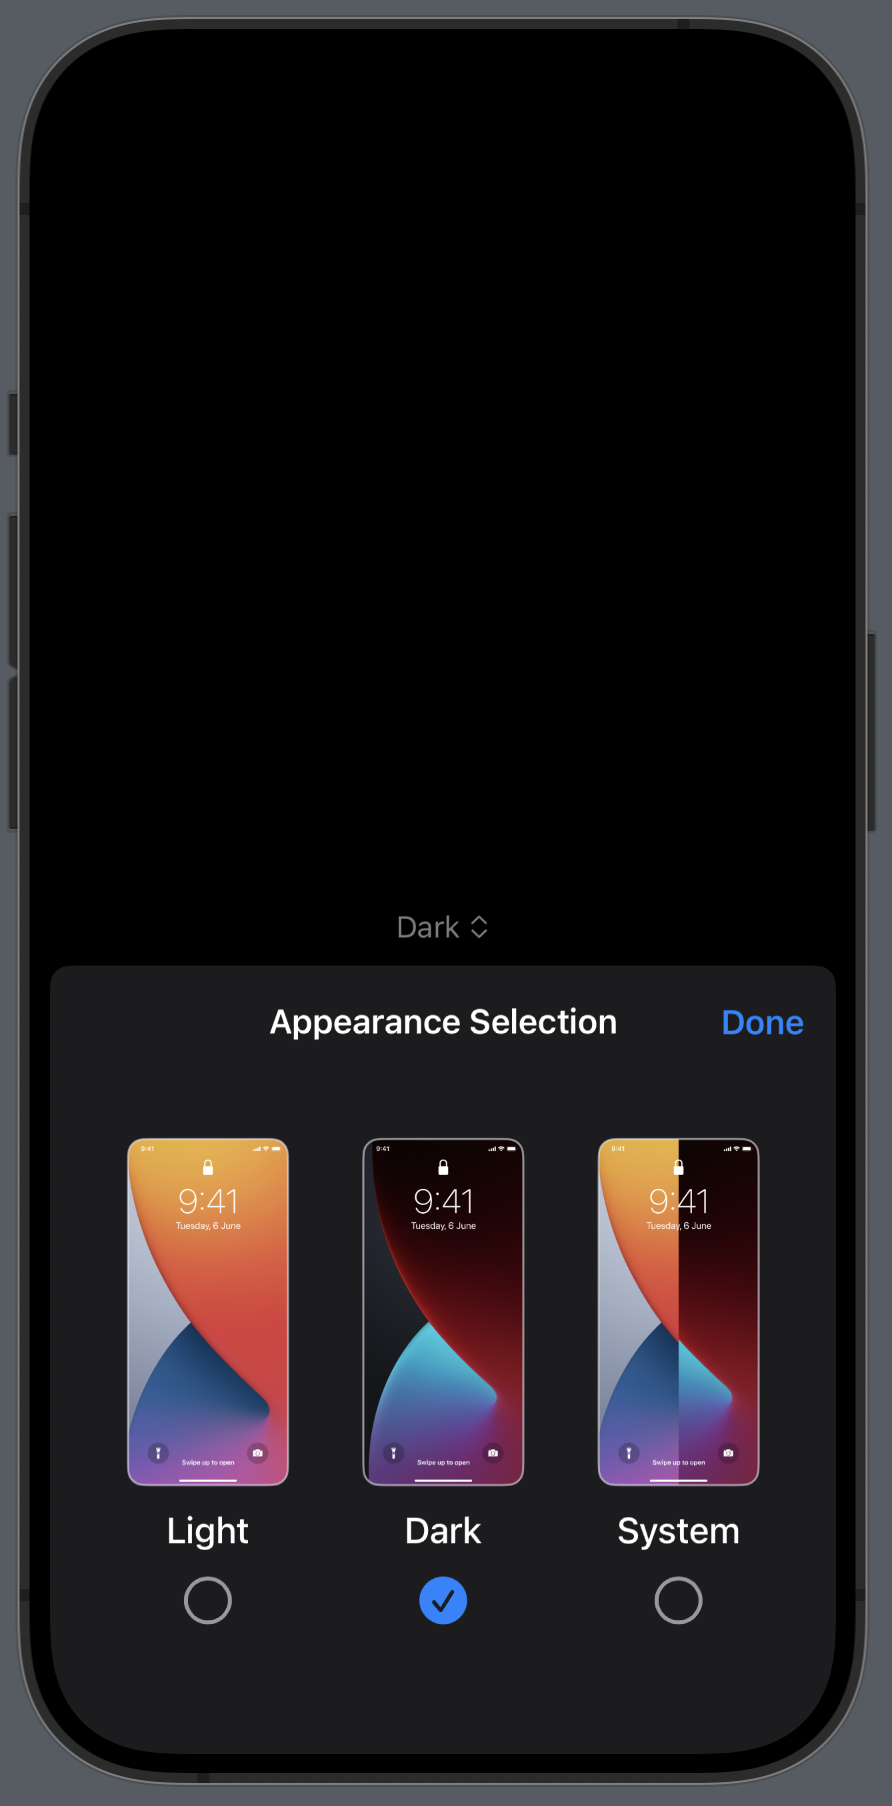 Dark
Appearance Selection
Done
9:41
9:41
9:41
9:41
Tuesday, 6 June
9:41
Tuesday, 6 June
9:41
Tuesday, 6 June
Swipe up to open
Swipe up to open
Swipe up to open
Light
Dark
System